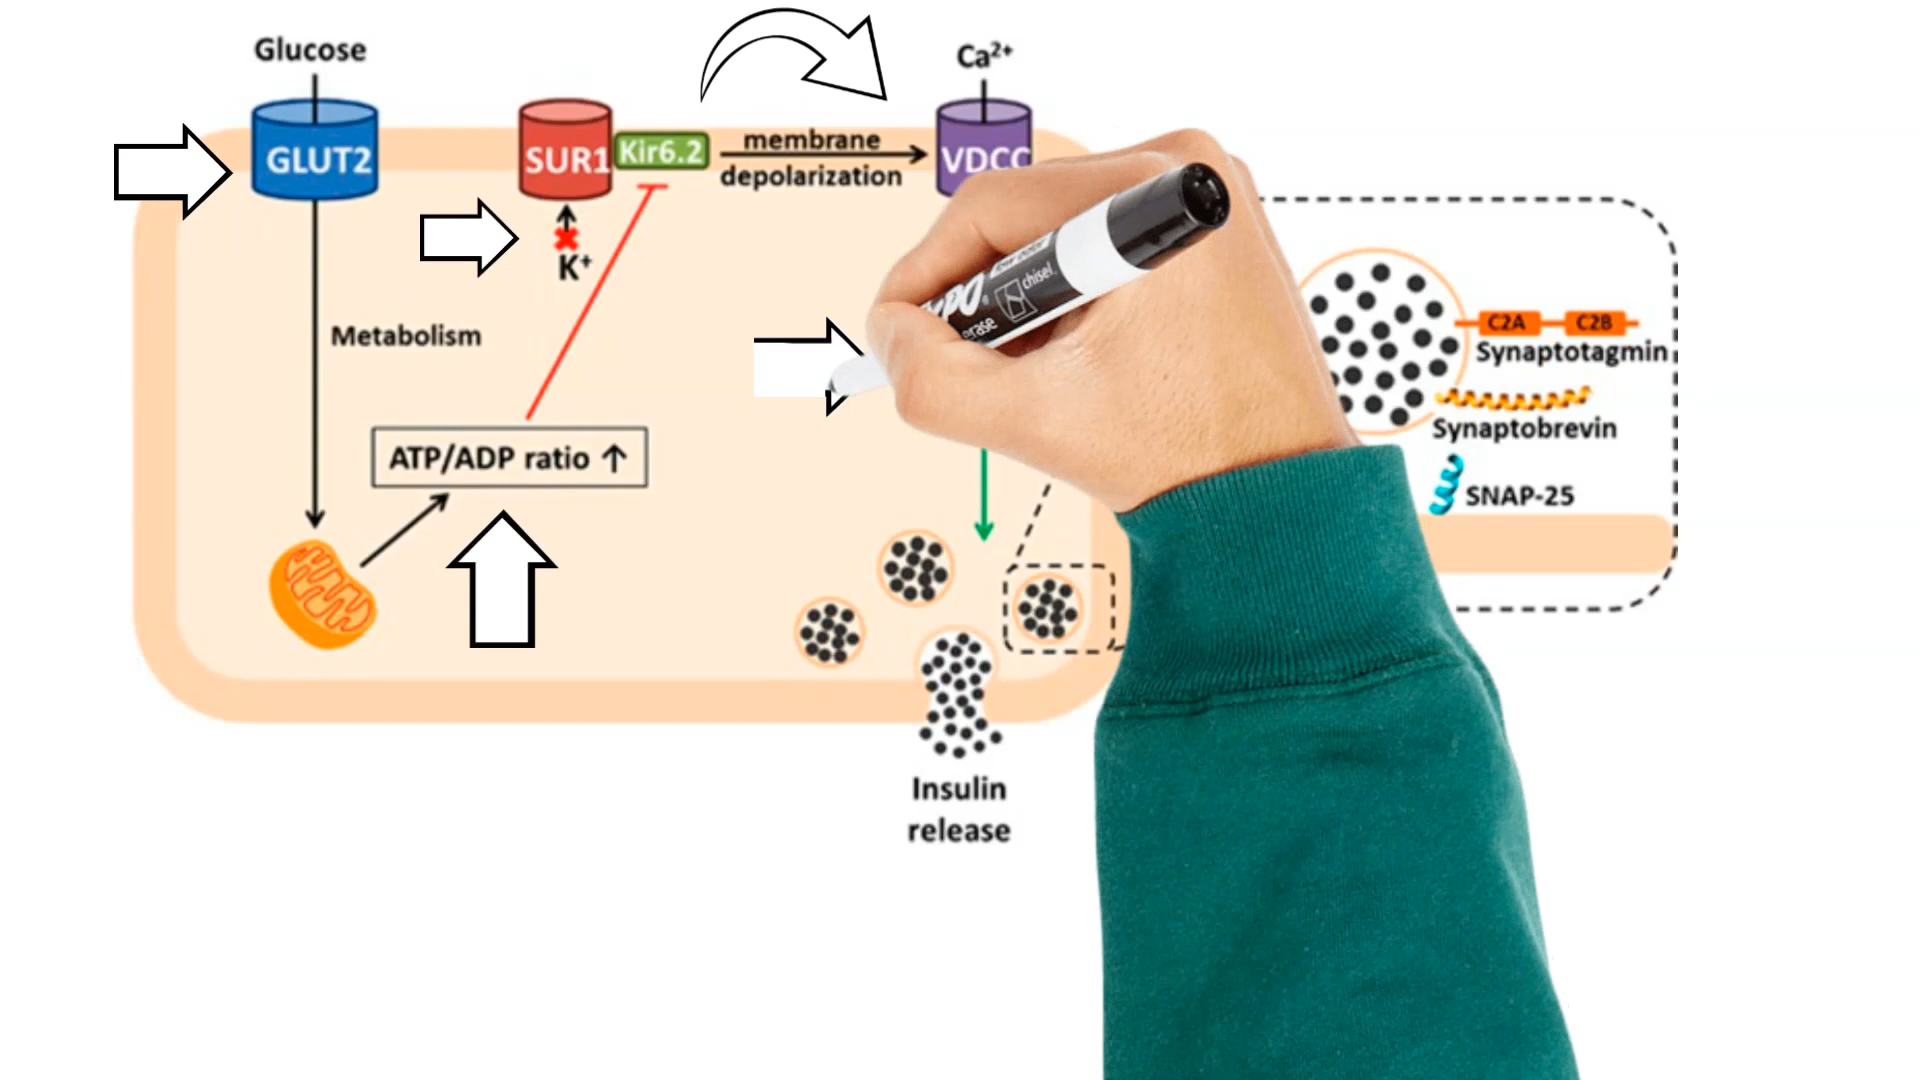 Glucose
Ca²⁺
GLUT2
SUR1
Kir6.2
membrane
depolarization
VDCC
K⁺
Metabolism
ATP/ADP ratio ↑
chisel
erase
C2A
C2B
Synaptotagmin
Synaptobrevin
SNAP-25
Insulin
release